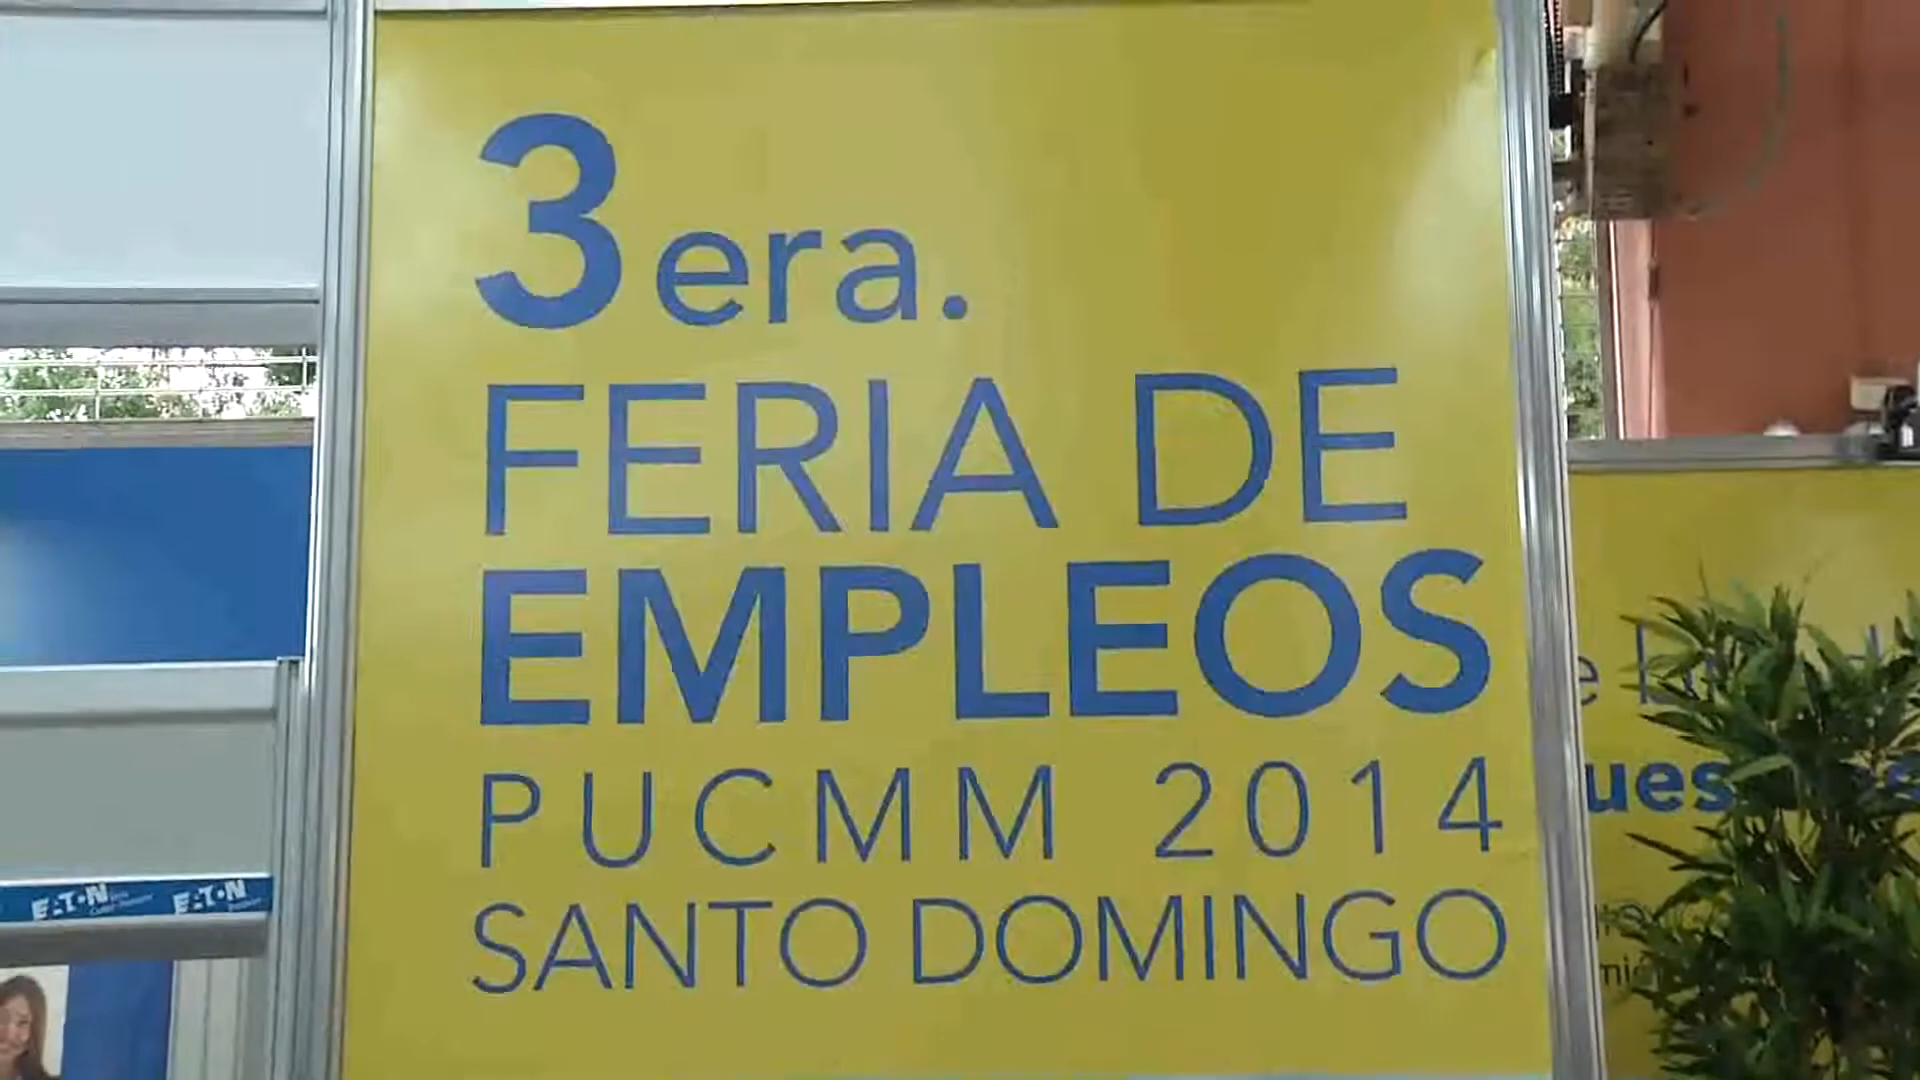 3era.
FERIA DE
EMPLEOS
PUCMM 2014
SANTO DOMINGO
EATON
EATON